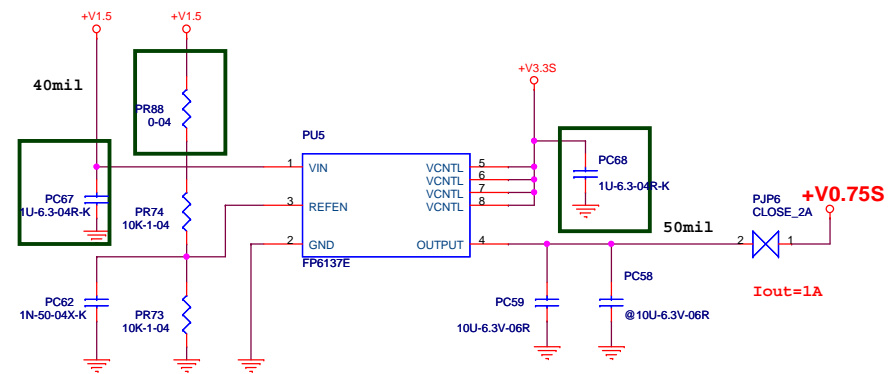 +V1.5
+V1.5
+V3.3S
40mil
PR88
0-04
PU5
PC67
1U-6.3-04R-K
PR74
10K-1-04
1
VIN
3
REFEN
2
GND
VCNTL
5
VCNTL
6
VCNTL
7
VCNTL
8
OUTPUT
4
FP6137E
PC68
1U-6.3-04R-K
50mil
PJP6
CLOSE_2A
+V0.75S
2
1
Iout=1A
PC62
1N-50-04X-K
PR73
10K-1-04
PC59
10U-6.3V-06R
PC58
@10U-6.3V-06R